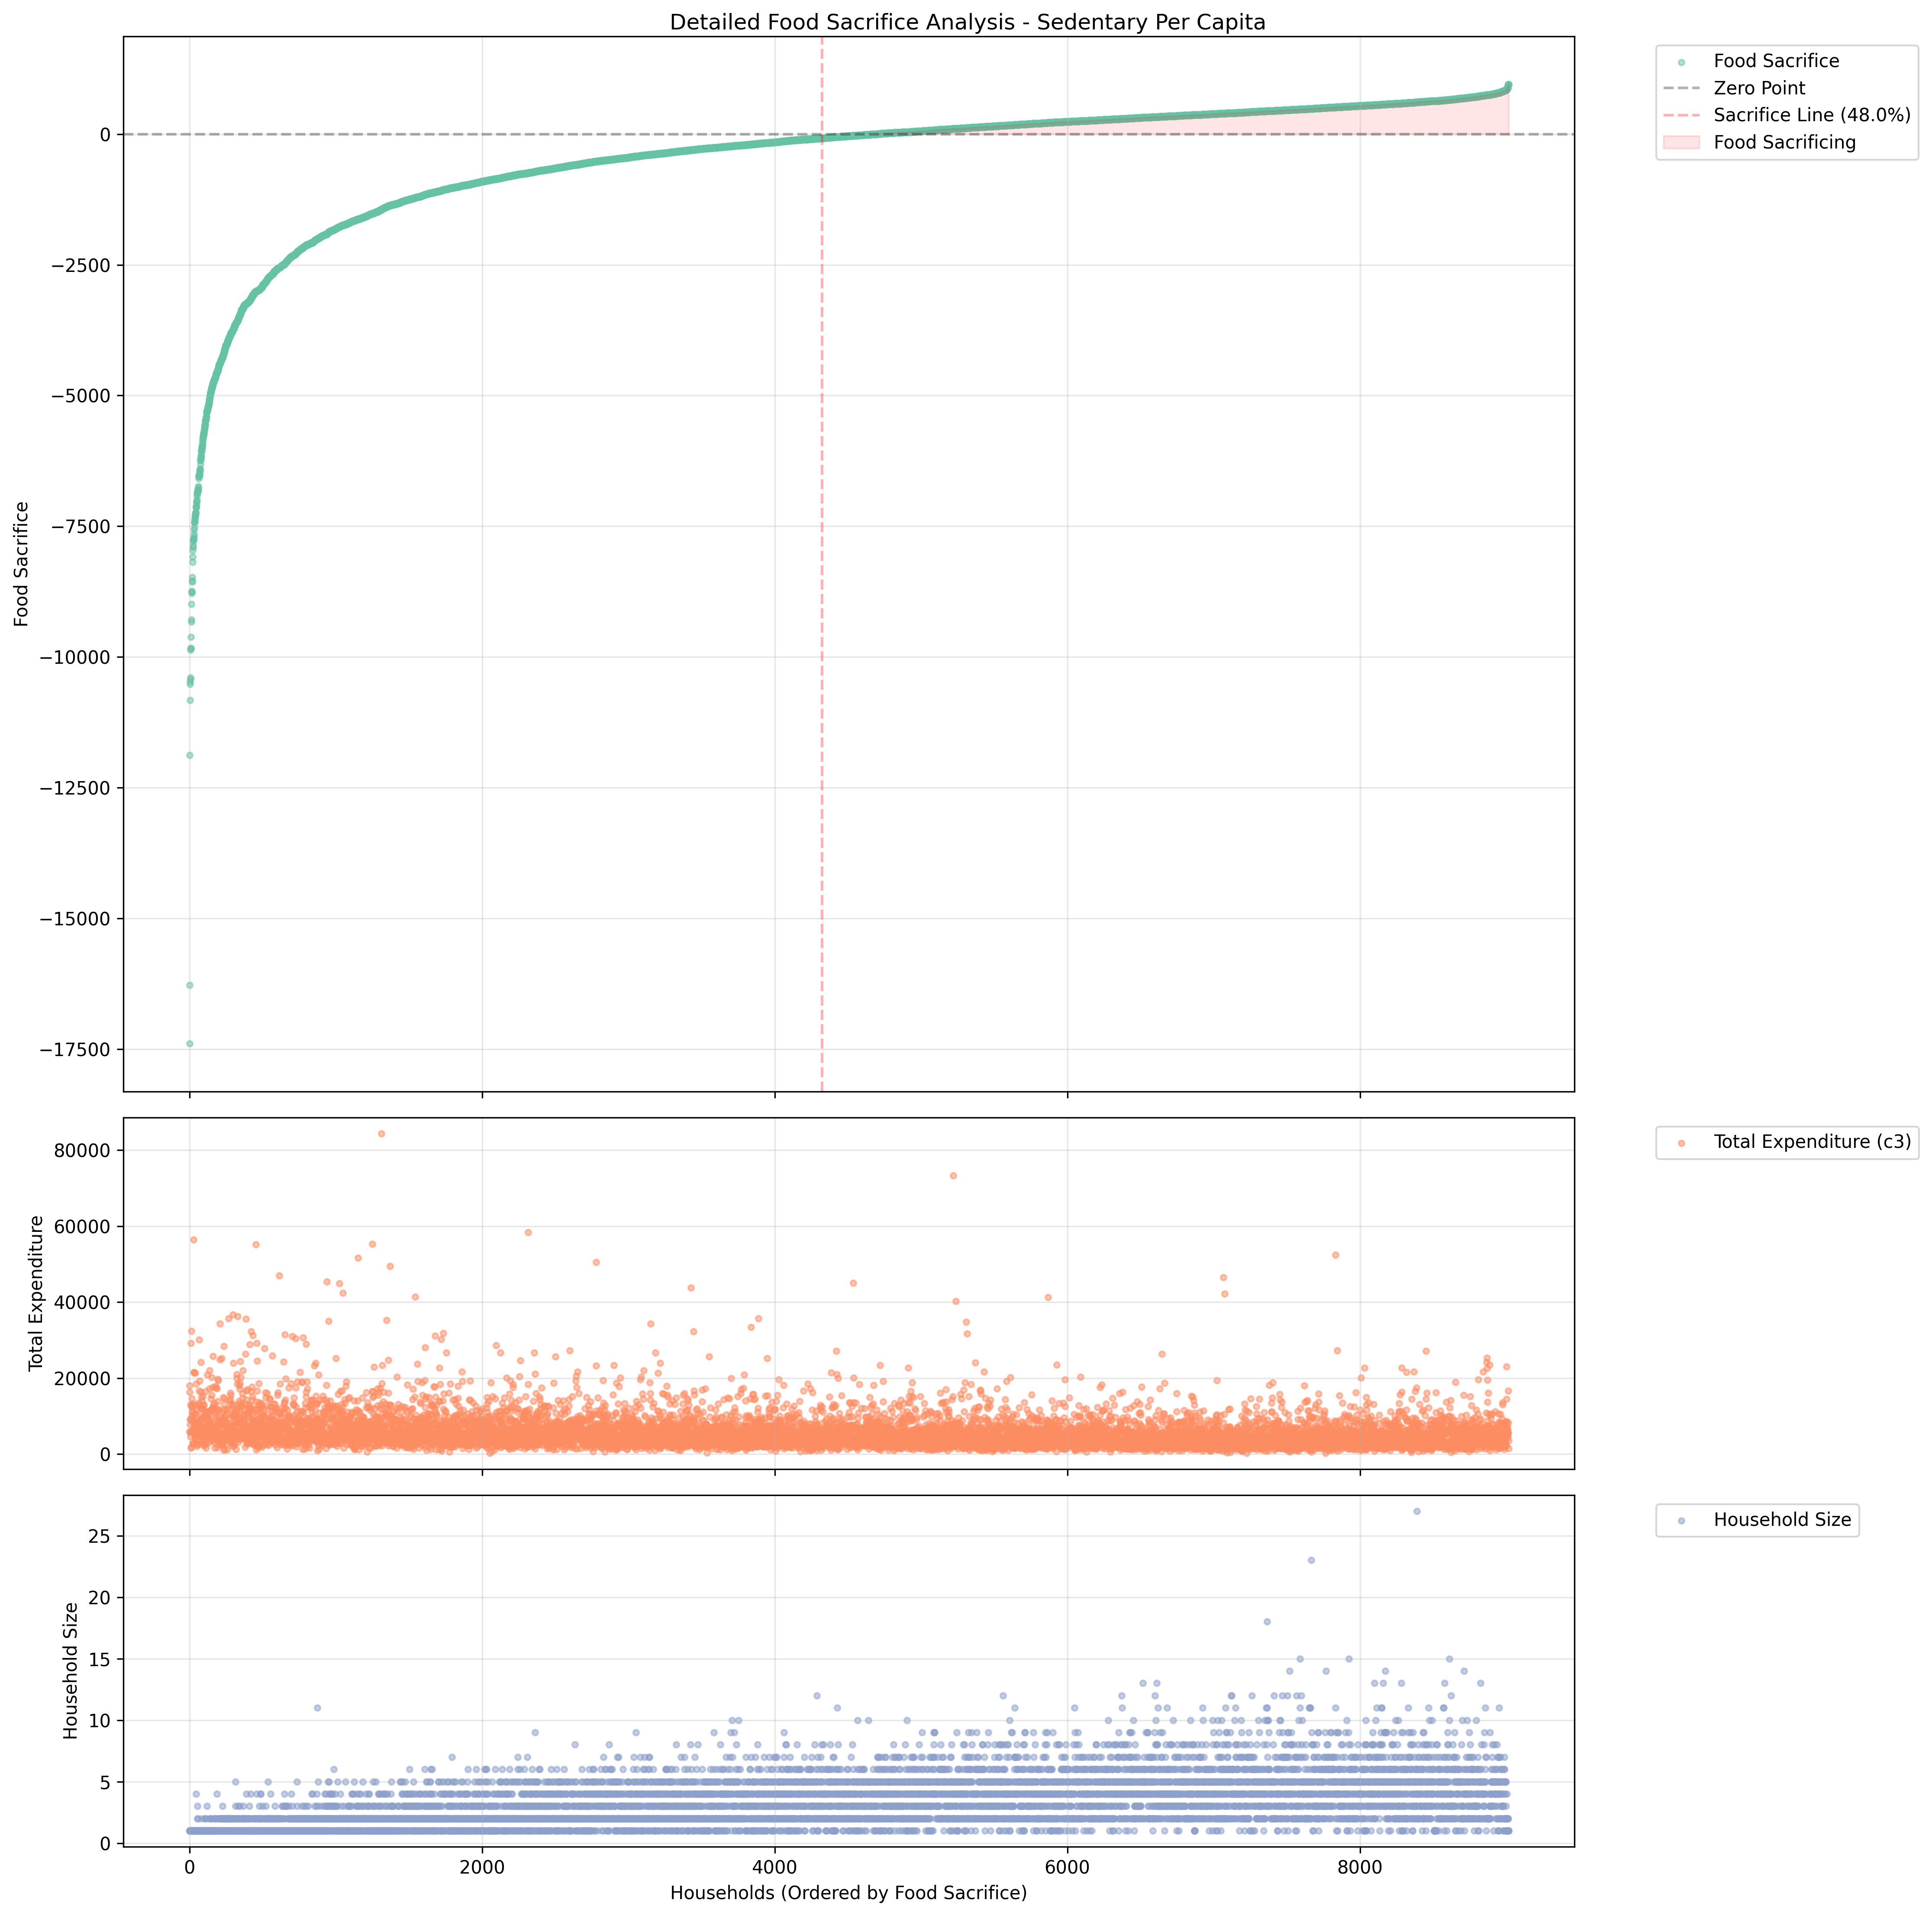 Detailed Food Sacrifice Analysis - Sedentary Per Capita
Food Sacrifice
0
−2500
−5000
−7500
−10000
−12500
−15000
−17500
Food Sacrifice
Zero Point
Sacrifice Line (48.0%)
Food Sacrificing
Total Expenditure
80000
60000
40000
20000
0
Total Expenditure (c3)
Household Size
25
20
15
10
5
0
Household Size
0 2000 4000 6000 8000
Households (Ordered by Food Sacrifice)